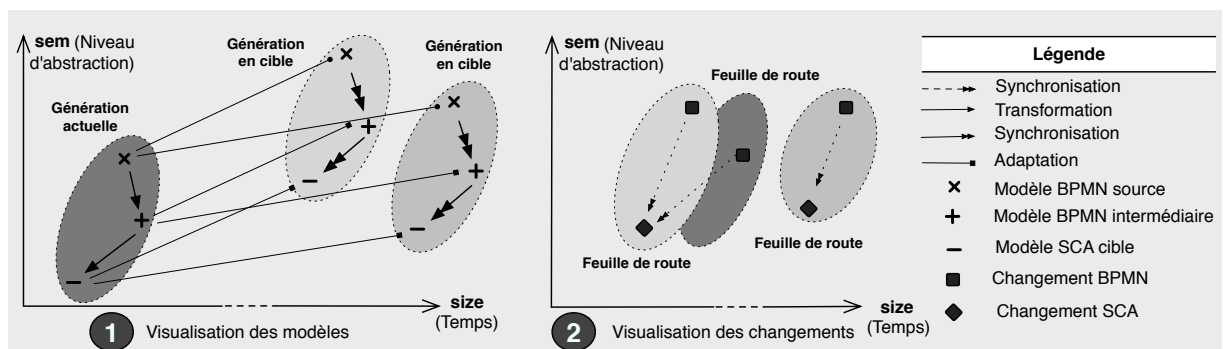 sem (Niveau
d'abstraction)
Génération
en cible
Génération
en cible
Génération
actuelle
size
(Temps)
1 Visualisation des modèles
sem (Niveau
d'abstraction)
Feuille de route
Feuille de route
Feuille de route
size
(Temps)
2 Visualisation des changements
Légende
Synchronisation
Transformation
Synchronisation
Adaptation
Modèle BPMN source
Modèle BPMN intermédiaire
Modèle SCA cible
Changement BPMN
Changement SCA